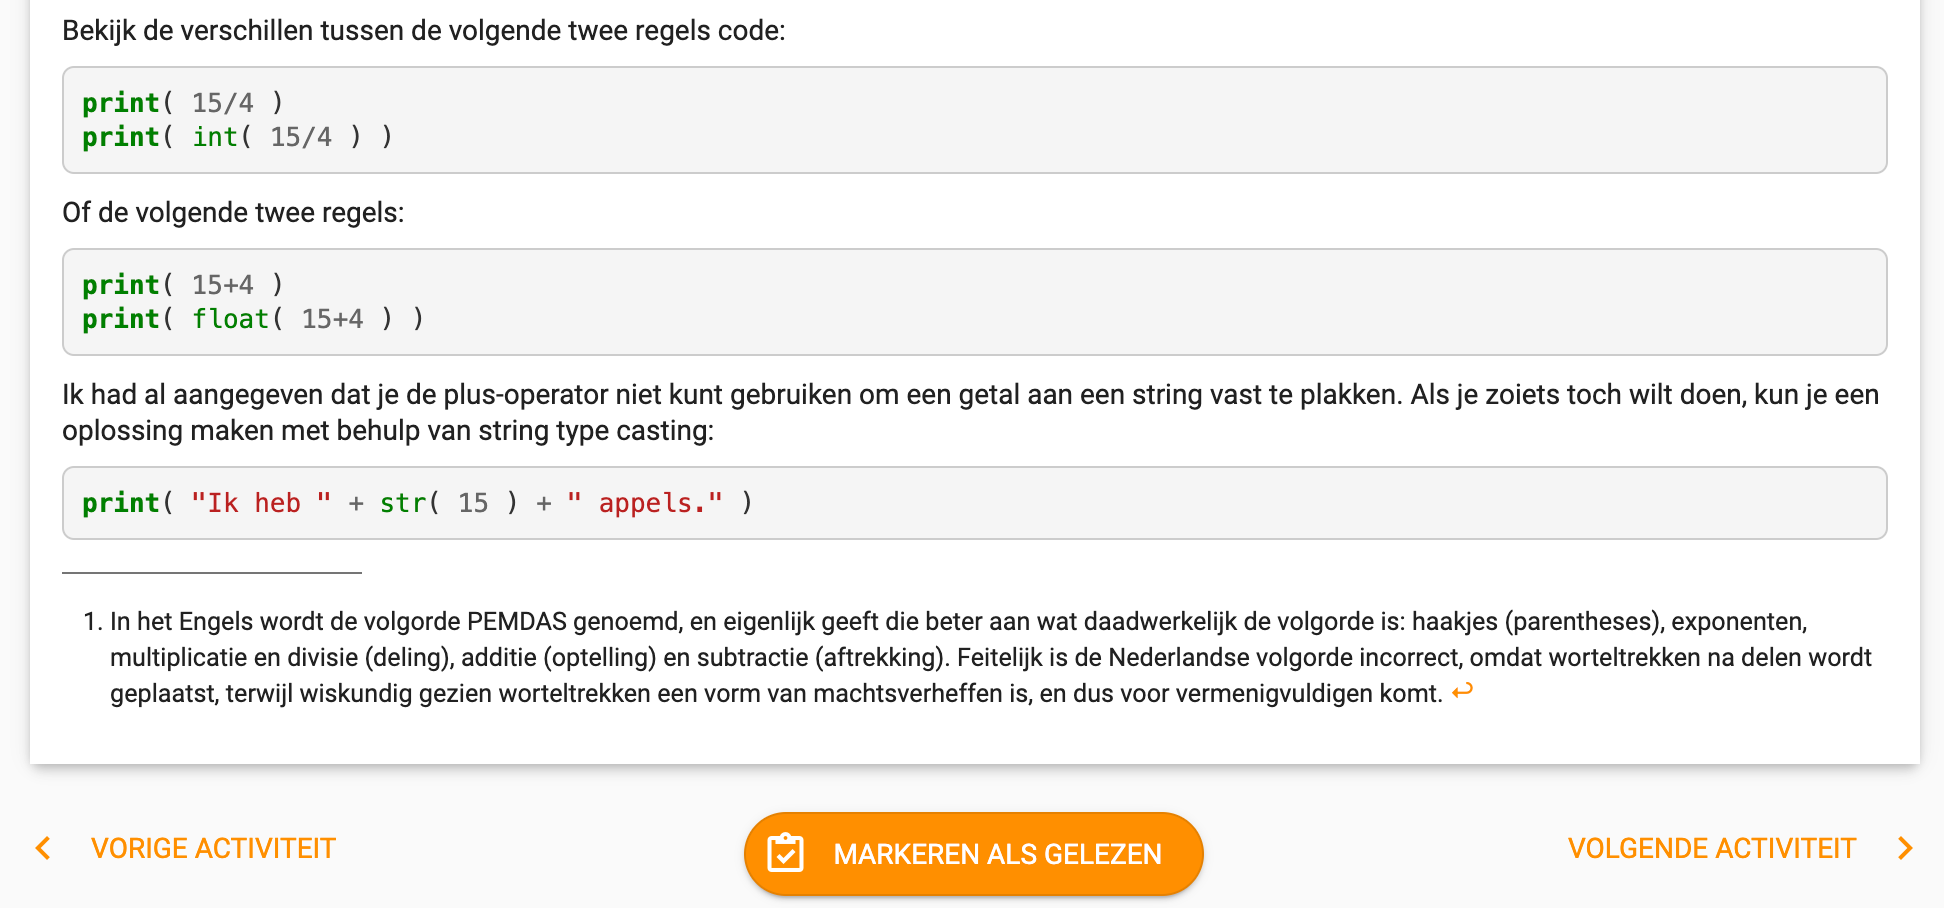 Bekijk de verschillen tussen de volgende twee regels code:
print( 15/4 )
print( int( 15/4 ) )
Of de volgende twee regels:
print( 15+4 )
print( float( 15+4 ) )
Ik had al aangegeven dat je de plus-operator niet kunt gebruiken om een getal aan een string vast te plakken. Als je zoiets toch wilt doen, kun je een
oplossing maken met behulp van string type casting:
print( "Ik heb " + str( 15 ) + " appels." )
1. In het Engels wordt de volgorde PEMDAS genoemd, en eigenlijk geeft die beter aan wat daadwerkelijk de volgorde is: haakjes (parentheses), exponenten,
multiplicatie en divisie (deling), additie (optelling) en subtractie (aftrekking). Feitelijk is de Nederlandse volgorde incorrect, omdat worteltrekken na delen wordt
geplaatst, terwijl wiskundig gezien worteltrekken een vorm van machtsverheffen is, en dus voor vermenigvuldigen komt. ↩
VORIGE ACTIVITEIT
MARKEREN ALS GELEZEN
VOLGENDE ACTIVITEIT